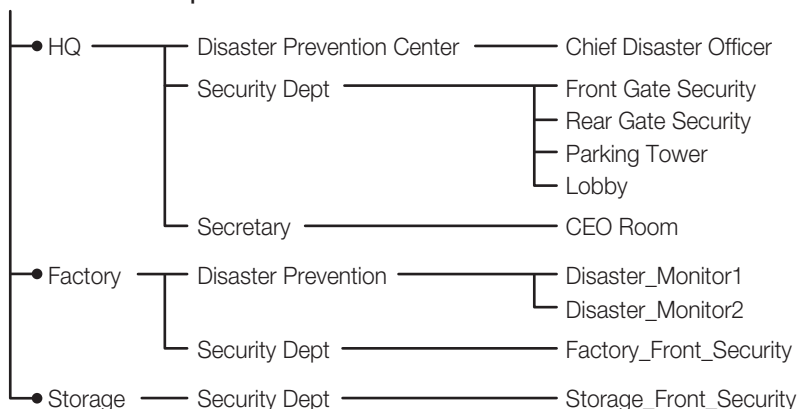 HQ Disaster Prevention Center Chief Disaster Officer
Security Dept Front Gate Security
Rear Gate Security
Parking Tower
Lobby
Secretary CEO Room
Factory Disaster Prevention Disaster_Monitor1
Disaster_Monitor2
Security Dept Factory_Front_Security
Storage Security Dept Storage_Front_Security